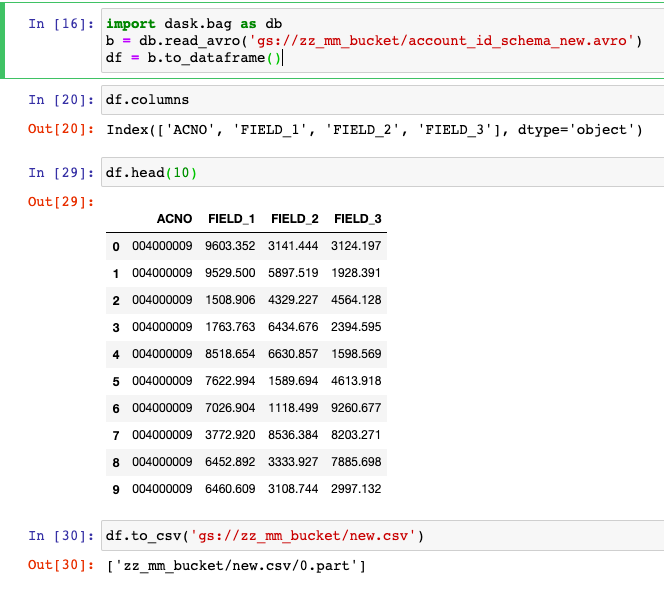 In [16]: import dask.bag as db
b = db.read_avro('gs://zz_mm_bucket/account_id_schema_new.avro')
df = b.to_dataframe()
In [20]: df.columns
Out[20]: Index(['ACNO', 'FIELD_1', 'FIELD_2', 'FIELD_3'], dtype='object')
In [29]: df.head(10)
Out[29]:
ACNO FIELD_1 FIELD_2 FIELD_3
0 004000009 9603.352 3141.444 3124.197
1 004000009 9529.500 5897.519 1928.391
2 004000009 1508.906 4329.227 4564.128
3 004000009 1763.763 6434.676 2394.595
4 004000009 8518.654 6630.857 1598.569
5 004000009 7622.994 1589.694 4613.918
6 004000009 7026.904 1118.499 9260.677
7 004000009 3772.920 8536.384 8203.271
8 004000009 6452.892 3333.927 7885.698
9 004000009 6460.609 3108.744 2997.132
In [30]: df.to_csv('gs://zz_mm_bucket/new.csv')
Out[30]: ['zz_mm_bucket/new.csv/0.part']